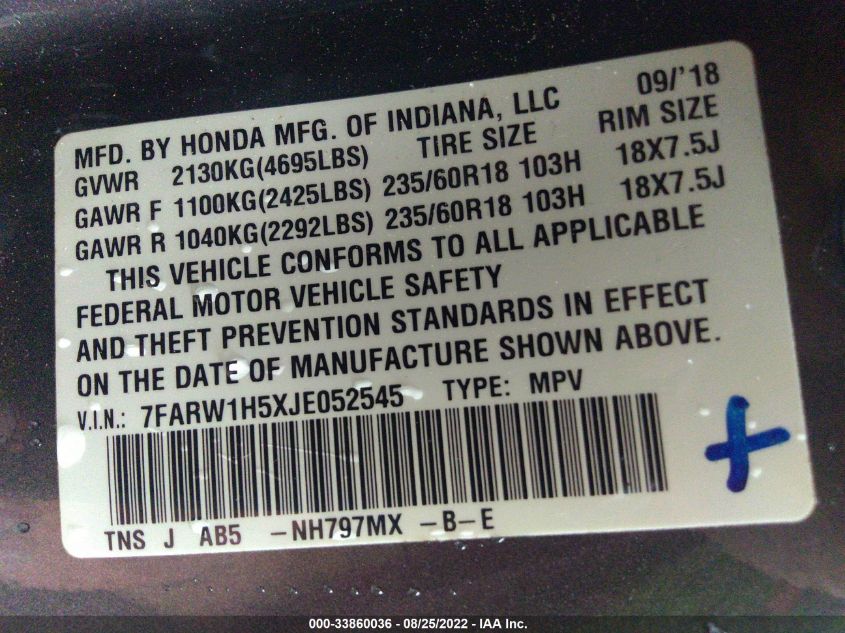 09/'18
MFD. BY HONDA MFG. OF INDIANA, LLC
GVWR 2130KG(4695LBS) TIRE SIZE RIM SIZE
GAWR F 1100KG(2425LBS) 235/60R18 103H 18X7.5J
GAWR R 1040KG(2292LBS) 235/60R18 103H 18X7.5J
THIS VEHICLE CONFORMS TO ALL APPLICABLE
FEDERAL MOTOR VEHICLE SAFETY
AND THEFT PREVENTION STANDARDS IN EFFECT
ON THE DATE OF MANUFACTURE SHOWN ABOVE.
V.I.N.: 7FARW1H5XJE052545 TYPE: MPV
TNS J AB5 -NH797MX -B-E
000-33860036 - 08/25/2022 - IAA Inc.